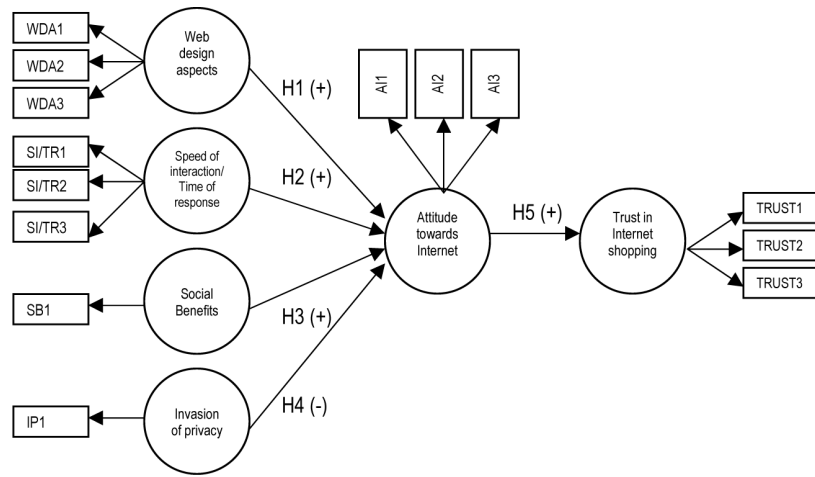 WDA1
WDA2
WDA3
Web
design
aspects
H1 (+)
AI1
AI2
AI3
SI/TR1
SI/TR2
SI/TR3
Speed of
interaction/
Time of
response
H2 (+)
Attitude
towards
Internet
H5 (+)
Trust in
Internet
shopping
TRUST1
TRUST2
TRUST3
SB1
Social
Benefits
H3 (+)
IP1
Invasion
of privacy
H4 (-)